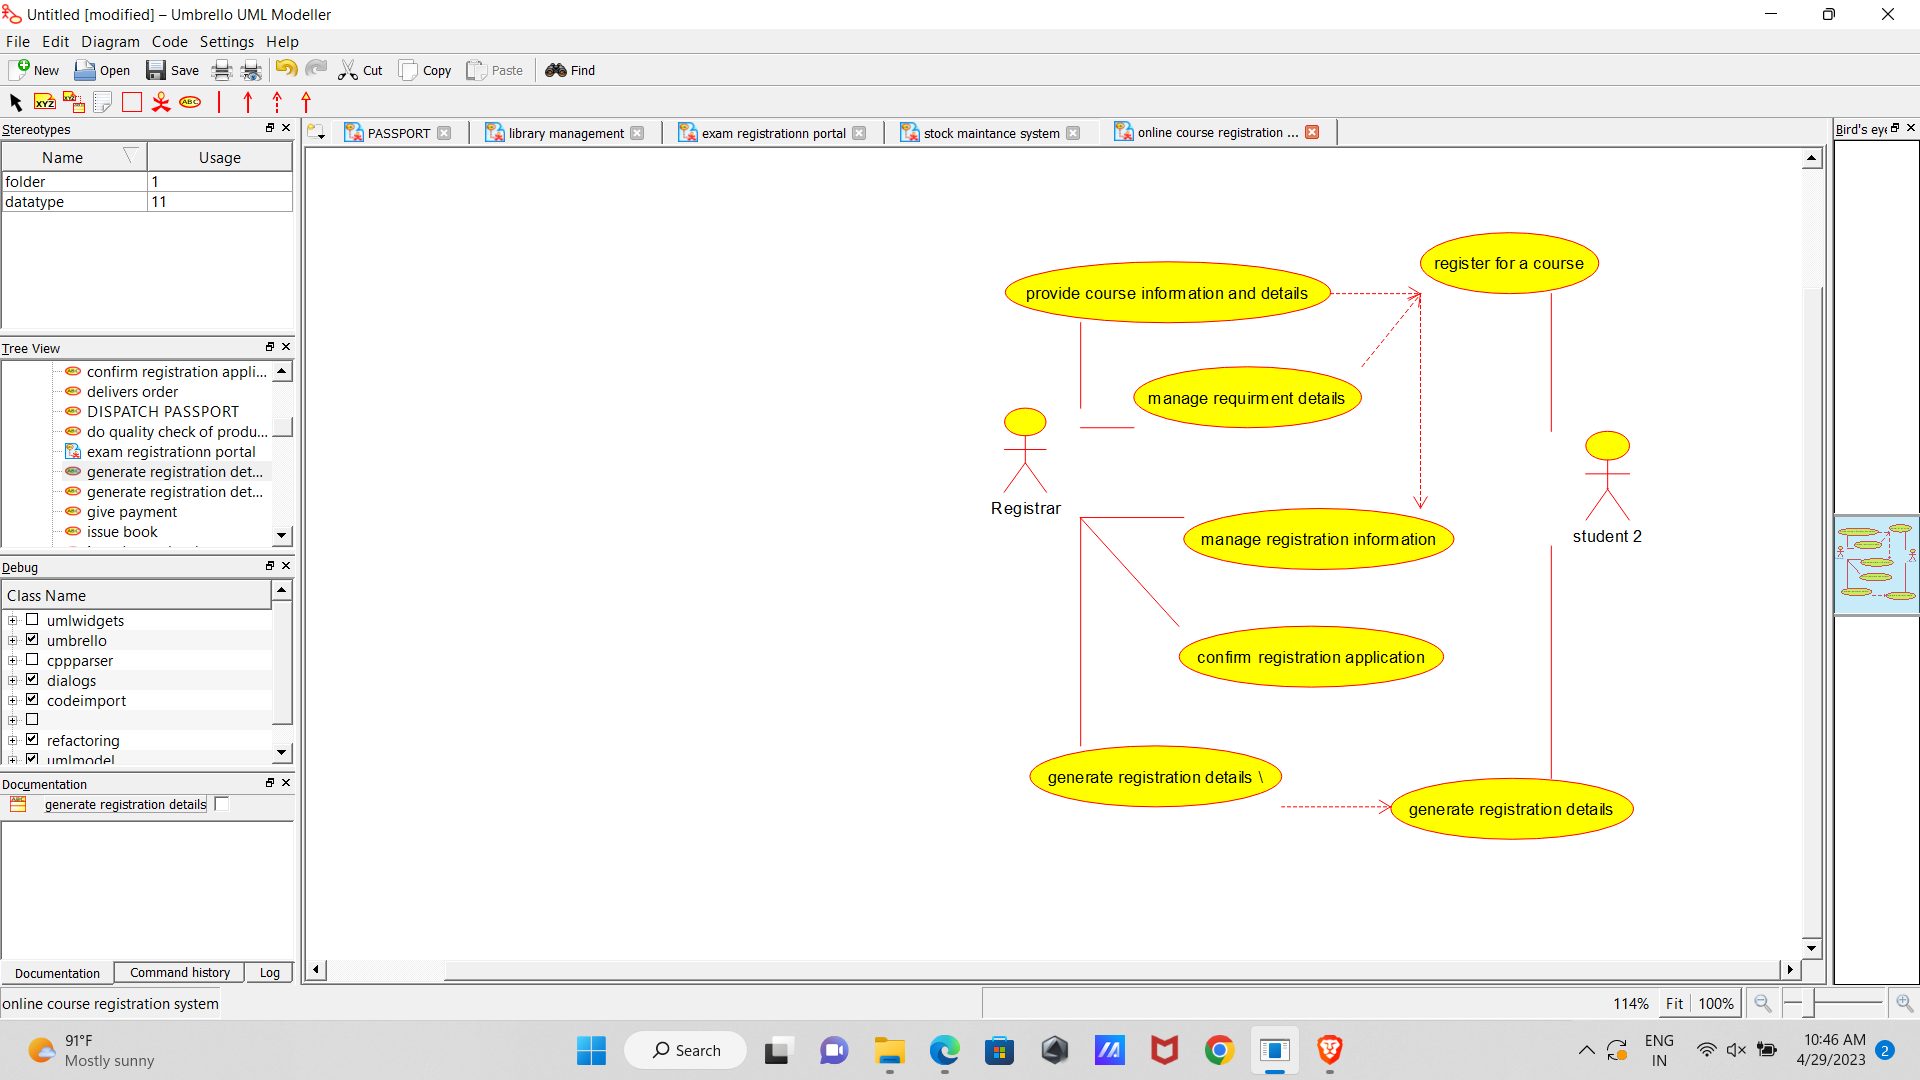 Untitled [modified] – Umbrello UML Modeller
File Edit Diagram Code Settings Help
New Open Save Cut Copy Paste Find
XYZ XYZ ABC
Stereotypes
Name Usage
folder 1
datatype 11
Tree View
confirm registration appli...
delivers order
DISPATCH PASSPORT
do quality check of produ...
exam registrationn portal
generate registration det...
generate registration det...
give payment
issue book
Debug
Class Name
umlwidgets
umbrello
cppparser
dialogs
codeimport
refactoring
umlmodel
Documentation
generate registration details
Documentation Command history Log
online course registration system
PASSPORT library management exam registrationn portal stock maintance system online course registration ...
register for a course
provide course information and details
manage requirment details
Registrar
student 2
manage registration information
confirm registration application
generate registration details \
generate registration details
Bird's eye
114% Fit 100%
91°F
Mostly sunny
Search
ENG
IN
10:46 AM
4/29/2023
2